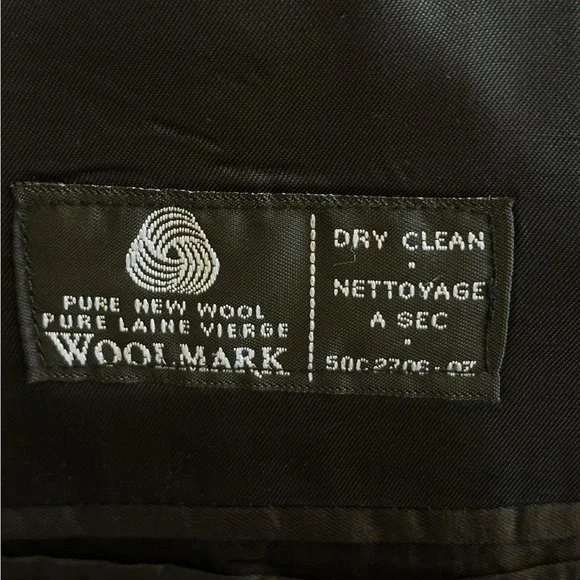 PURE NEW WOOL
PURE LAINE VIERGE
WOOLMARK
DRY CLEAN
NETTOYAGE
A SEC